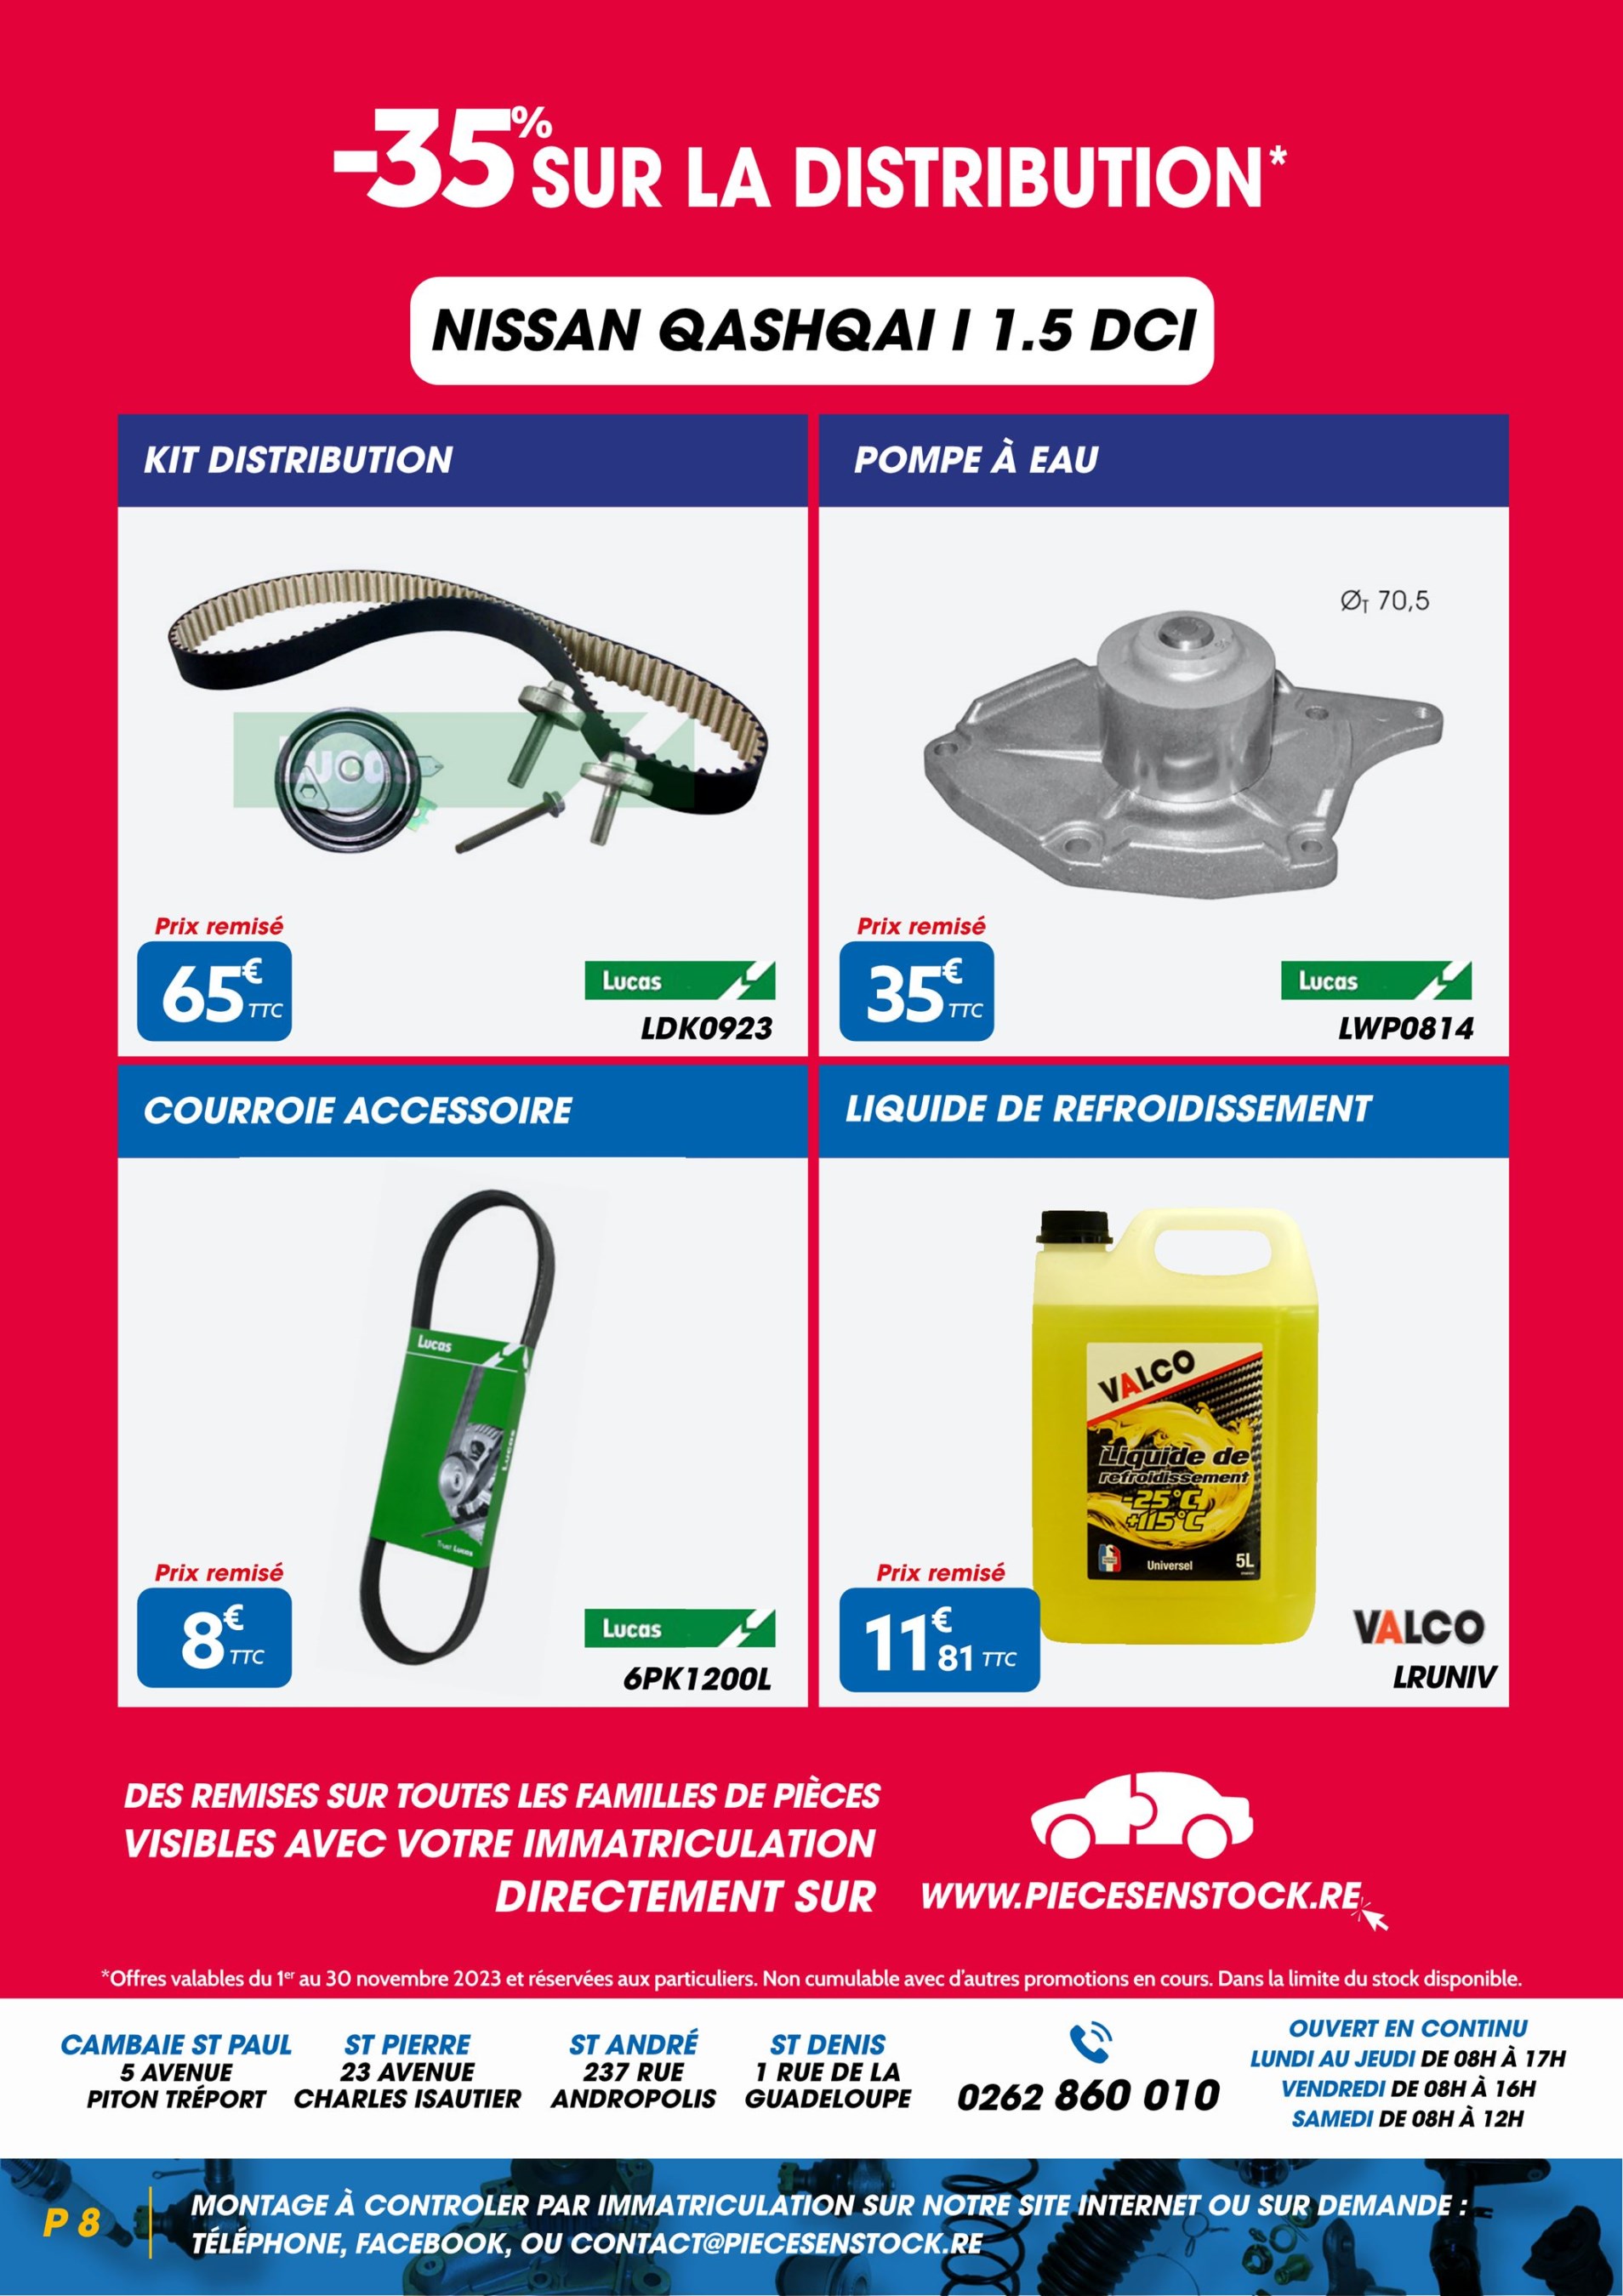 -35% SUR LA DISTRIBUTION*
NISSAN QASHQAI I 1.5 DCI
KIT DISTRIBUTION
Lucas
Prix remisé
65€ TTC
Lucas
LDK0923
POMPE À EAU
ØT 70,5
Prix remisé
35€ TTC
Lucas
LWP0814
COURROIE ACCESSOIRE
Lucas
Lucas
Trust Lucas
Prix remisé
8€ TTC
Lucas
6PK1200L
LIQUIDE DE REFROIDISSEMENT
VALCO
Liquide de
refroidissement
-25°C
+115°C
Universel
5L
Prix remisé
11€81 TTC
VALCO
LRUNIV
DES REMISES SUR TOUTES LES FAMILLES DE PIÈCES
VISIBLES AVEC VOTRE IMMATRICULATION
DIRECTEMENT SUR
WWW.PIECESENSTOCK.RE
*Offres valables du 1er au 30 novembre 2023 et réservées aux particuliers. Non cumulable avec d'autres promotions en cours. Dans la limite du stock disponible.
CAMBAIE ST PAUL
5 AVENUE
PITON TRÉPORT
ST PIERRE
23 AVENUE
CHARLES ISAUTIER
ST ANDRÉ
237 RUE
ANDROPOLIS
ST DENIS
1 RUE DE LA
GUADELOUPE
0262 860 010
OUVERT EN CONTINU
LUNDI AU JEUDI DE 08H À 17H
VENDREDI DE 08H À 16H
SAMEDI DE 08H À 12H
P 8
MONTAGE À CONTROLER PAR IMMATRICULATION SUR NOTRE SITE INTERNET OU SUR DEMANDE :
TÉLÉPHONE, FACEBOOK, OU CONTACT@PIECESENSTOCK.RE